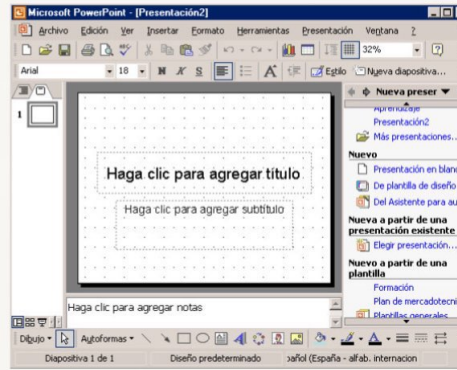 Microsoft PowerPoint - [Presentación2]
Archivo Edición Ver Insertar Formato Herramientas Presentación Ventana ?
32%
Arial 18 N K S Estilo Nueva diapositiva...
Nueva preser
1
Aprendizaje
Presentación2
Más presentaciones...
Nuevo
Presentación en blanc
De plantilla de diseño
Del Asistente para au
Nueva a partir de una
presentación existente
Elegir presentación...
Nuevo a partir de una
plantilla
Formación
Plan de mercadotecni
Plantillas generales
Haga clic para agregar título
Haga clic para agregar subtítulo
Haga clic para agregar notas
Dibujo Autoformas
Diapositiva 1 de 1 Diseño predeterminado pañol (España - alfab. internacion